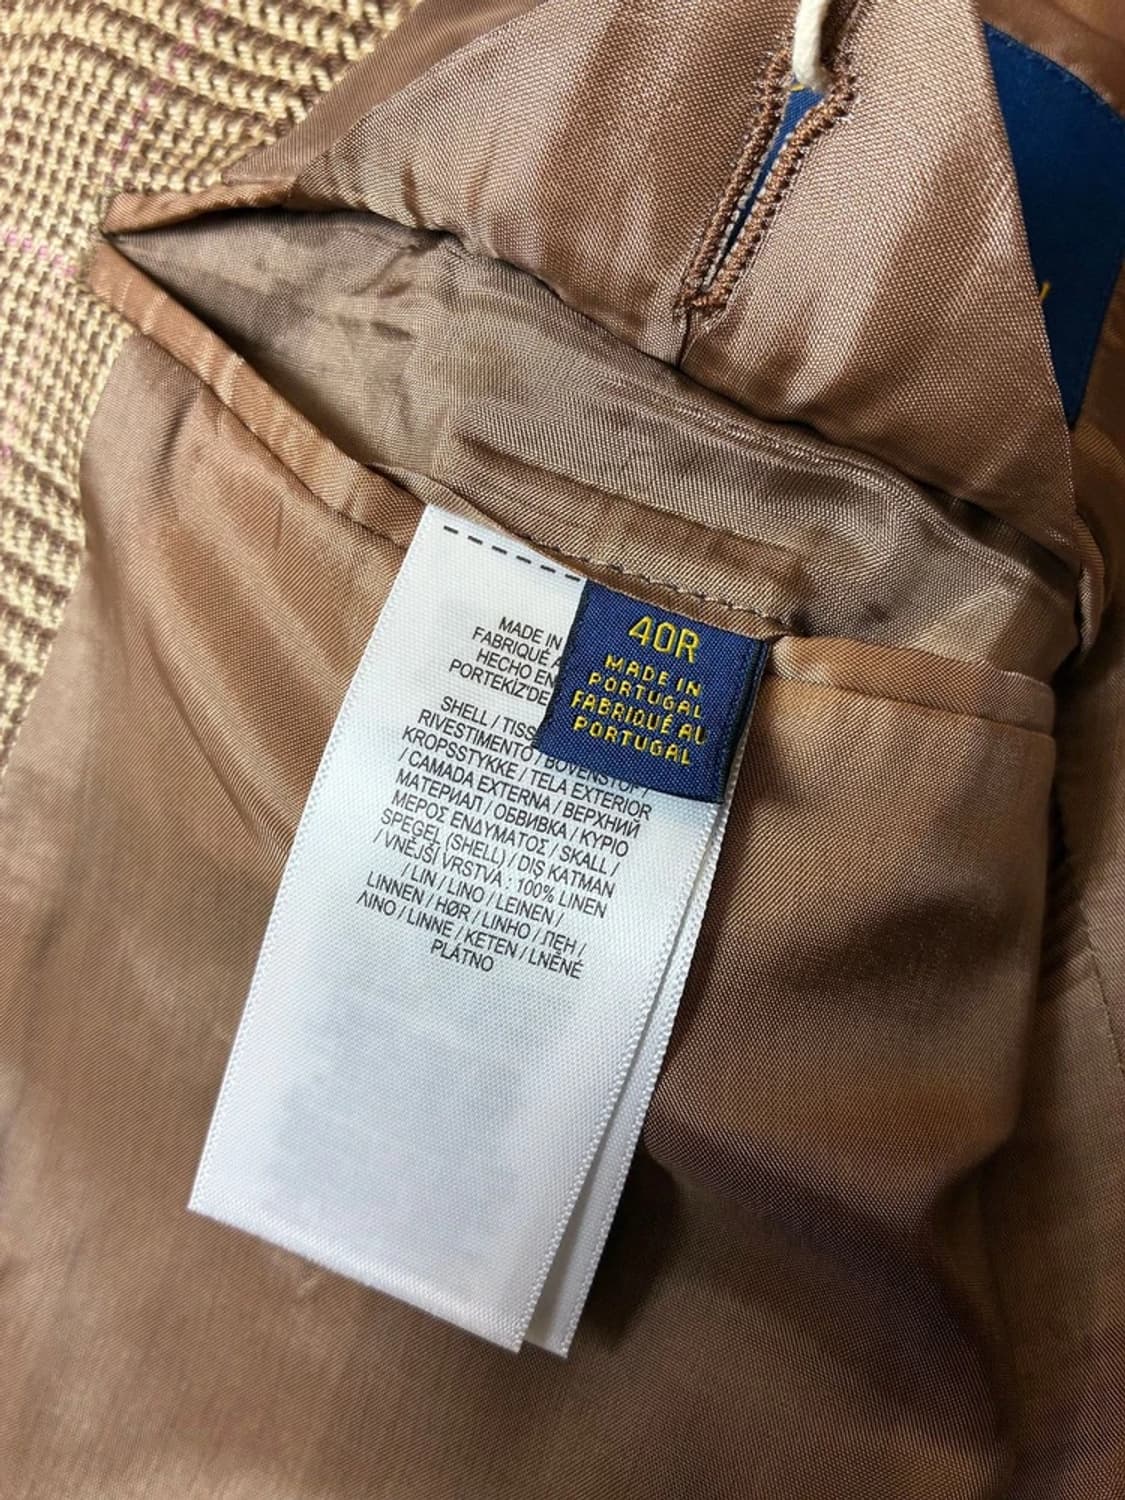 40R
MADE IN
PORTUGAL
FABRIQUÉ AU
PORTUGAL
MADE IN
FABRIQUÉ
HECHO EN
PORTEKİZ'DE
SHELL / TISS
RIVESTIMENTO / BOVENSTOF /
KROPSSTYKKE / TELA EXTERIOR
/ CAMADA EXTERNA / ВЕРХНИЙ
МАТЕРИАЛ / ОБВИВКА / ΚΥΡΙΟ
ΜΕΡΟΣ ΕΝΔΥΜΑΤΟΣ / SKALL /
SPEGEL (SHELL) / DIŞ KATMAN
/ VNĚJŠÍ VRSTVA : 100% LINEN
/ LIN / LINO / LEINEN /
LINNEN / HØR / LINHO / ЛЕН /
ΛΙΝΟ / LINNE / KETEN / LNĚNÉ
PLÁTNO